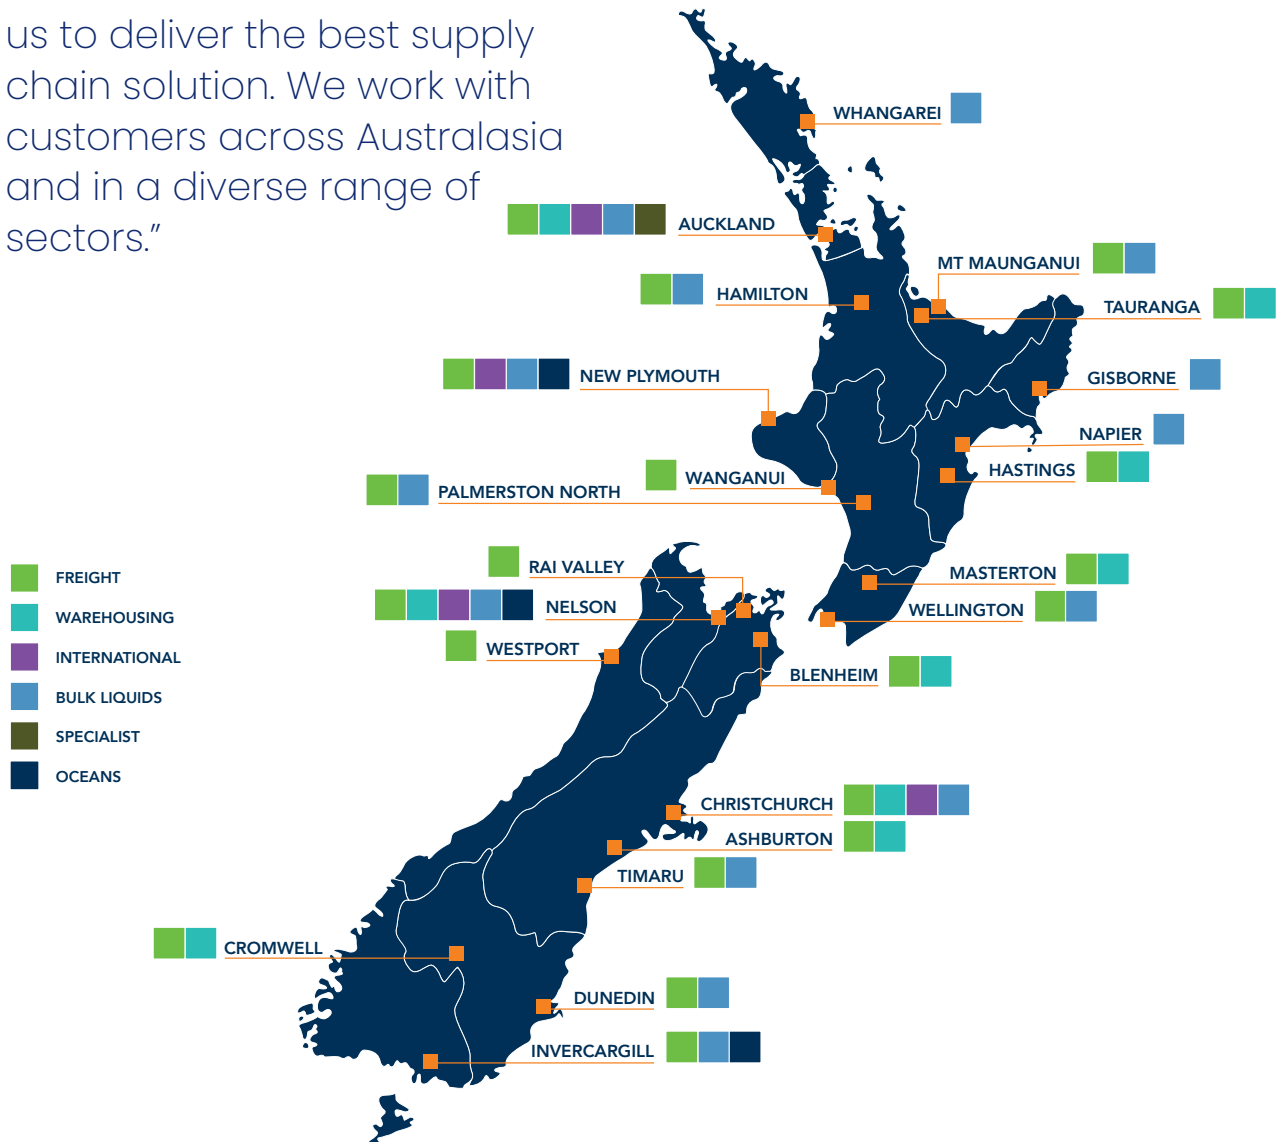 us to deliver the best supply
chain solution. We work with
customers across Australasia
and in a diverse range of
sectors.”
WHANGAREI
AUCKLAND
MT MAUNGANUI
HAMILTON
TAURANGA
NEW PLYMOUTH
GISBORNE
NAPIER
HASTINGS
WANGANUI
PALMERSTON NORTH
RAI VALLEY
MASTERTON
NELSON
WELLINGTON
WESTPORT
BLENHEIM
FREIGHT
WAREHOUSING
INTERNATIONAL
BULK LIQUIDS
SPECIALIST
OCEANS
CHRISTCHURCH
ASHBURTON
TIMARU
CROMWELL
DUNEDIN
INVERCARGILL